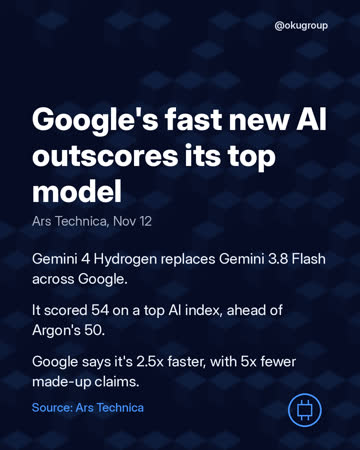 @okugroup
Google's fast new AI
outscores its top
model
Ars Technica, Nov 12
Gemini 4 Hydrogen replaces Gemini 3.8 Flash
across Google.
It scored 54 on a top AI index, ahead of
Argon's 50.
Google says it's 2.5x faster, with 5x fewer
made-up claims.
Source: Ars Technica